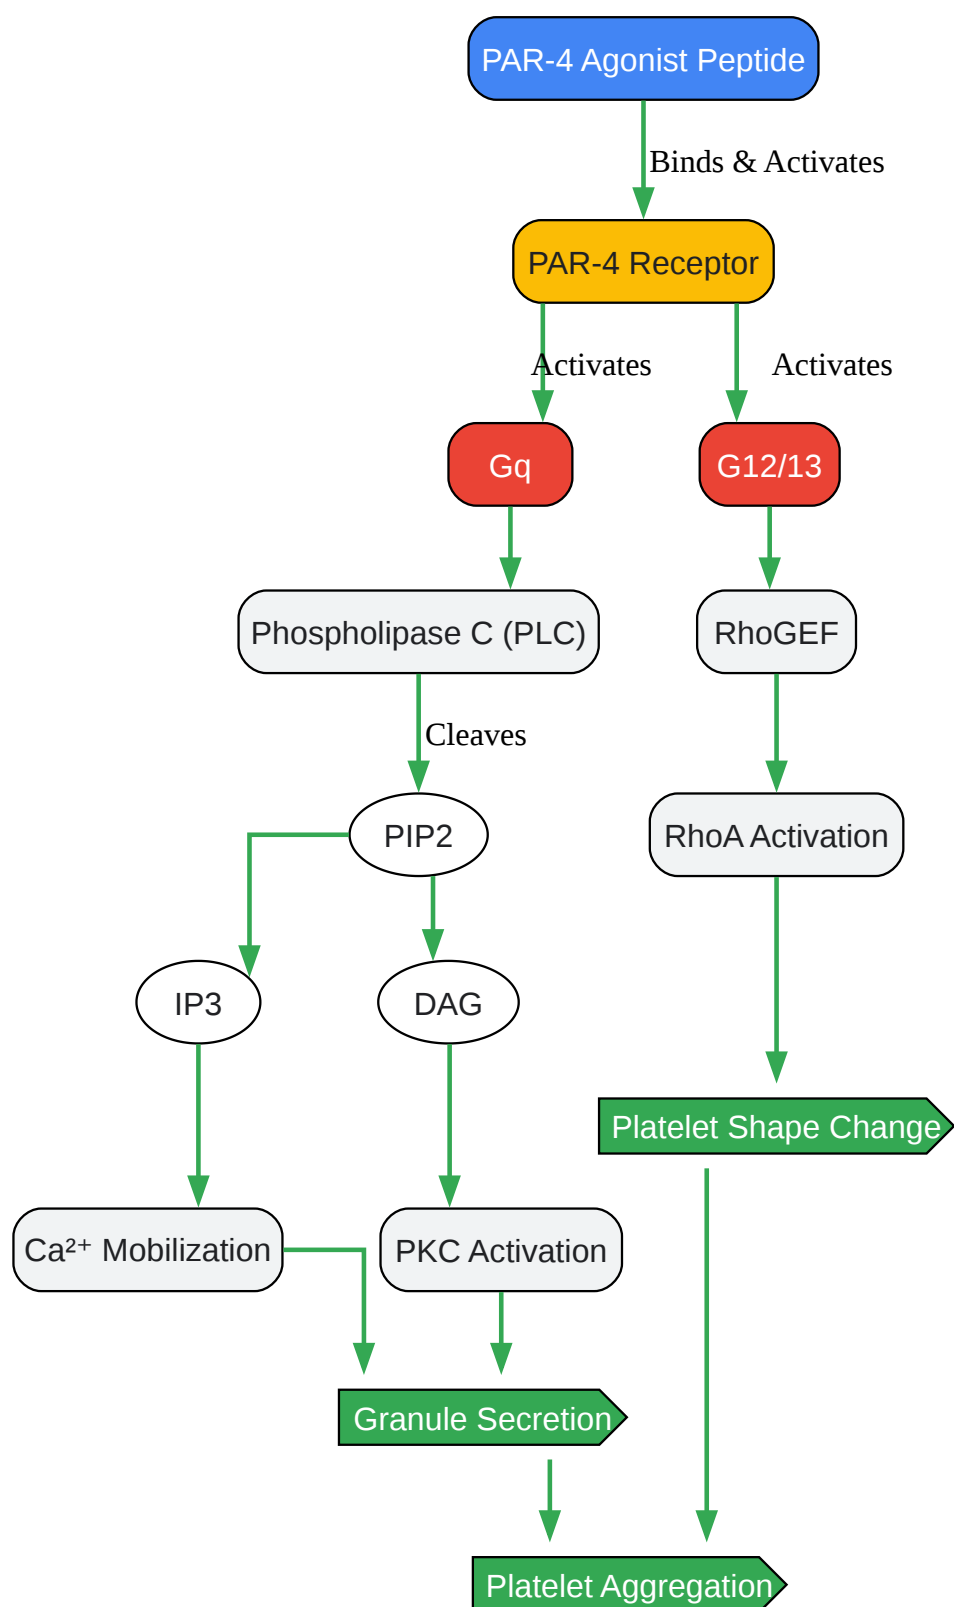 PAR-4 Agonist Peptide
Binds & Activates
PAR-4 Receptor
Activates
Activates
Gq
G12/13
Phospholipase C (PLC)
RhoGEF
Cleaves
PIP2
RhoA Activation
IP3
DAG
Platelet Shape Change
Ca²⁺ Mobilization
PKC Activation
Granule Secretion
Platelet Aggregation